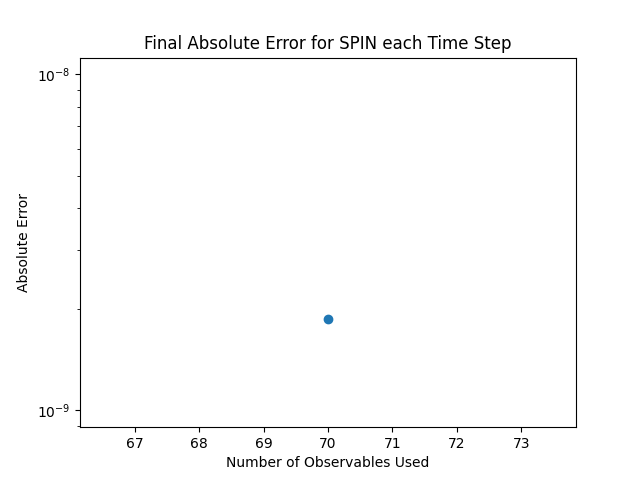 Final Absolute Error for SPIN each Time Step
10⁻⁸
Absolute Error
10⁻⁹
67 68 69 70 71 72 73
Number of Observables Used